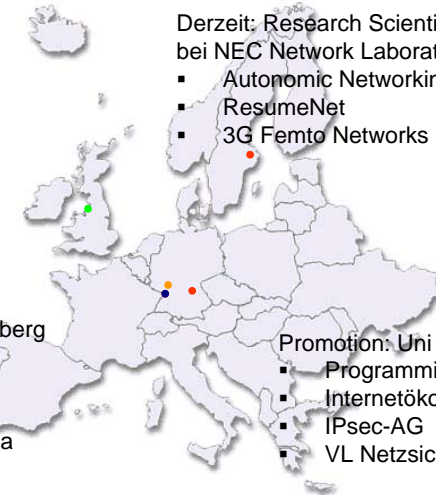 Derzeit: Research Scienti
bei NEC Network Laborat
▪ Autonomic Networkin
▪ ResumeNet
▪ 3G Femto Networks
berg
Promotion: Uni
▪ Programmi
▪ Internetöko
▪ IPsec-AG
▪ VL Netzsic
a